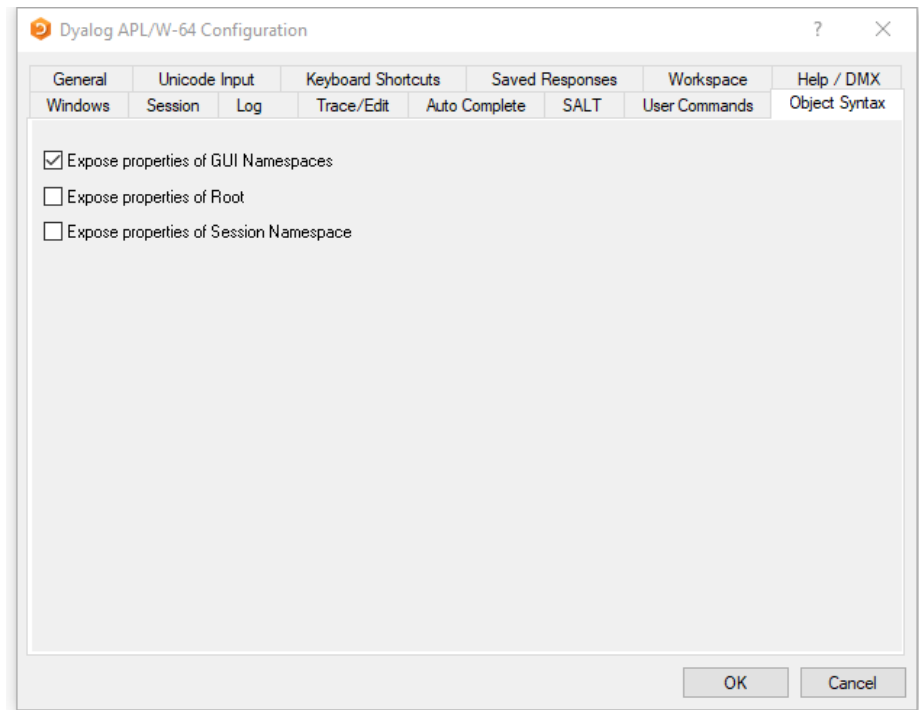 Dyalog APL/W-64 Configuration ?
General Unicode Input Keyboard Shortcuts Saved Responses Workspace Help / DMX
Windows Session Log Trace/Edit Auto Complete SALT User Commands Object Syntax
Expose properties of GUI Namespaces
Expose properties of Root
Expose properties of Session Namespace
OK Cancel